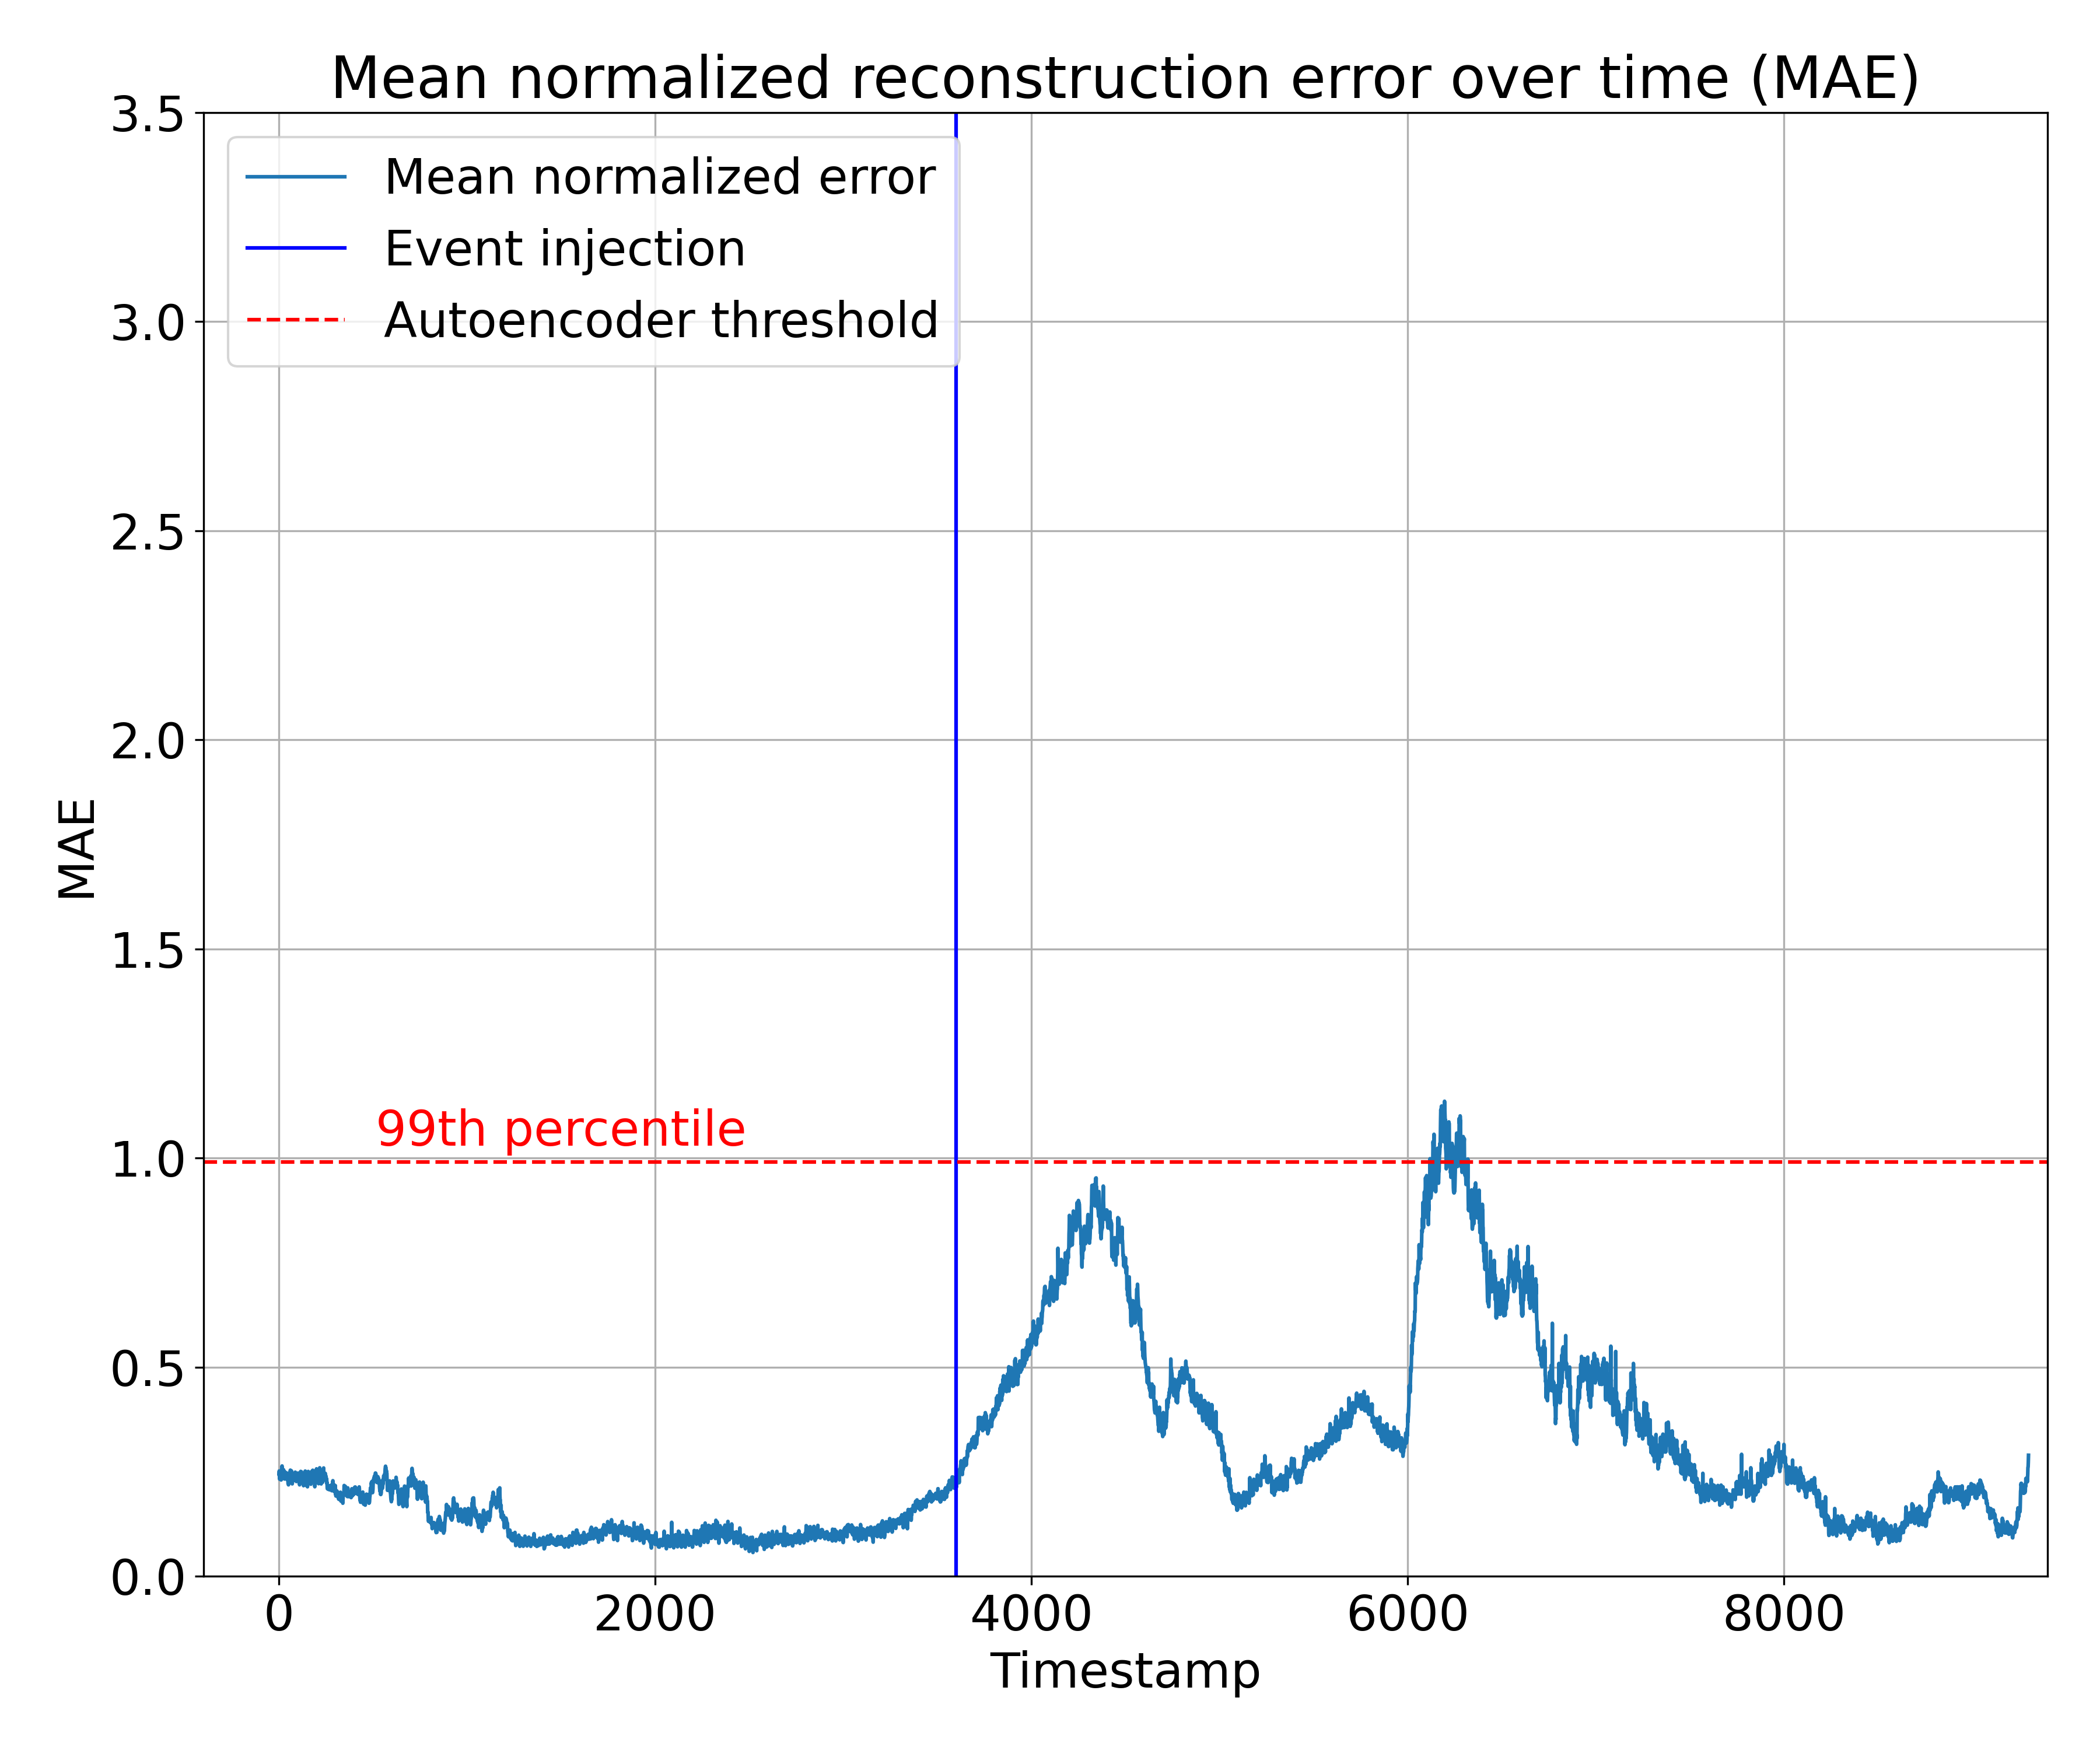 Mean normalized reconstruction error over time (MAE)
3.5
Mean normalized error
Event injection
Autoencoder threshold
3.0
2.5
2.0
1.5
99th percentile
1.0
0.5
0.0
MAE
0 2000 4000 6000 8000
Timestamp